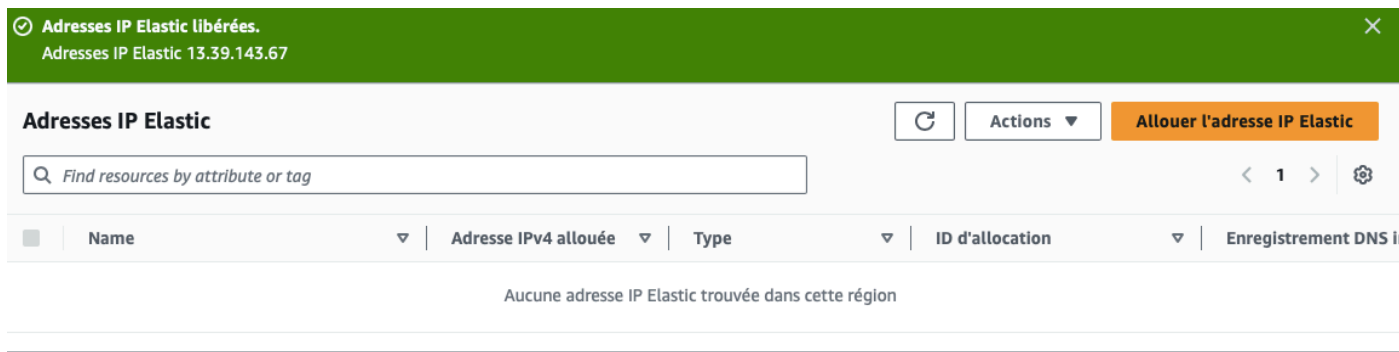 Adresses IP Elastic libérées.
Adresses IP Elastic 13.39.143.67
Adresses IP Elastic
Actions
Allouer l'adresse IP Elastic
Find resources by attribute or tag
1
Name
Adresse IPv4 allouée
Type
ID d'allocation
Enregistrement DNS
Aucune adresse IP Elastic trouvée dans cette région